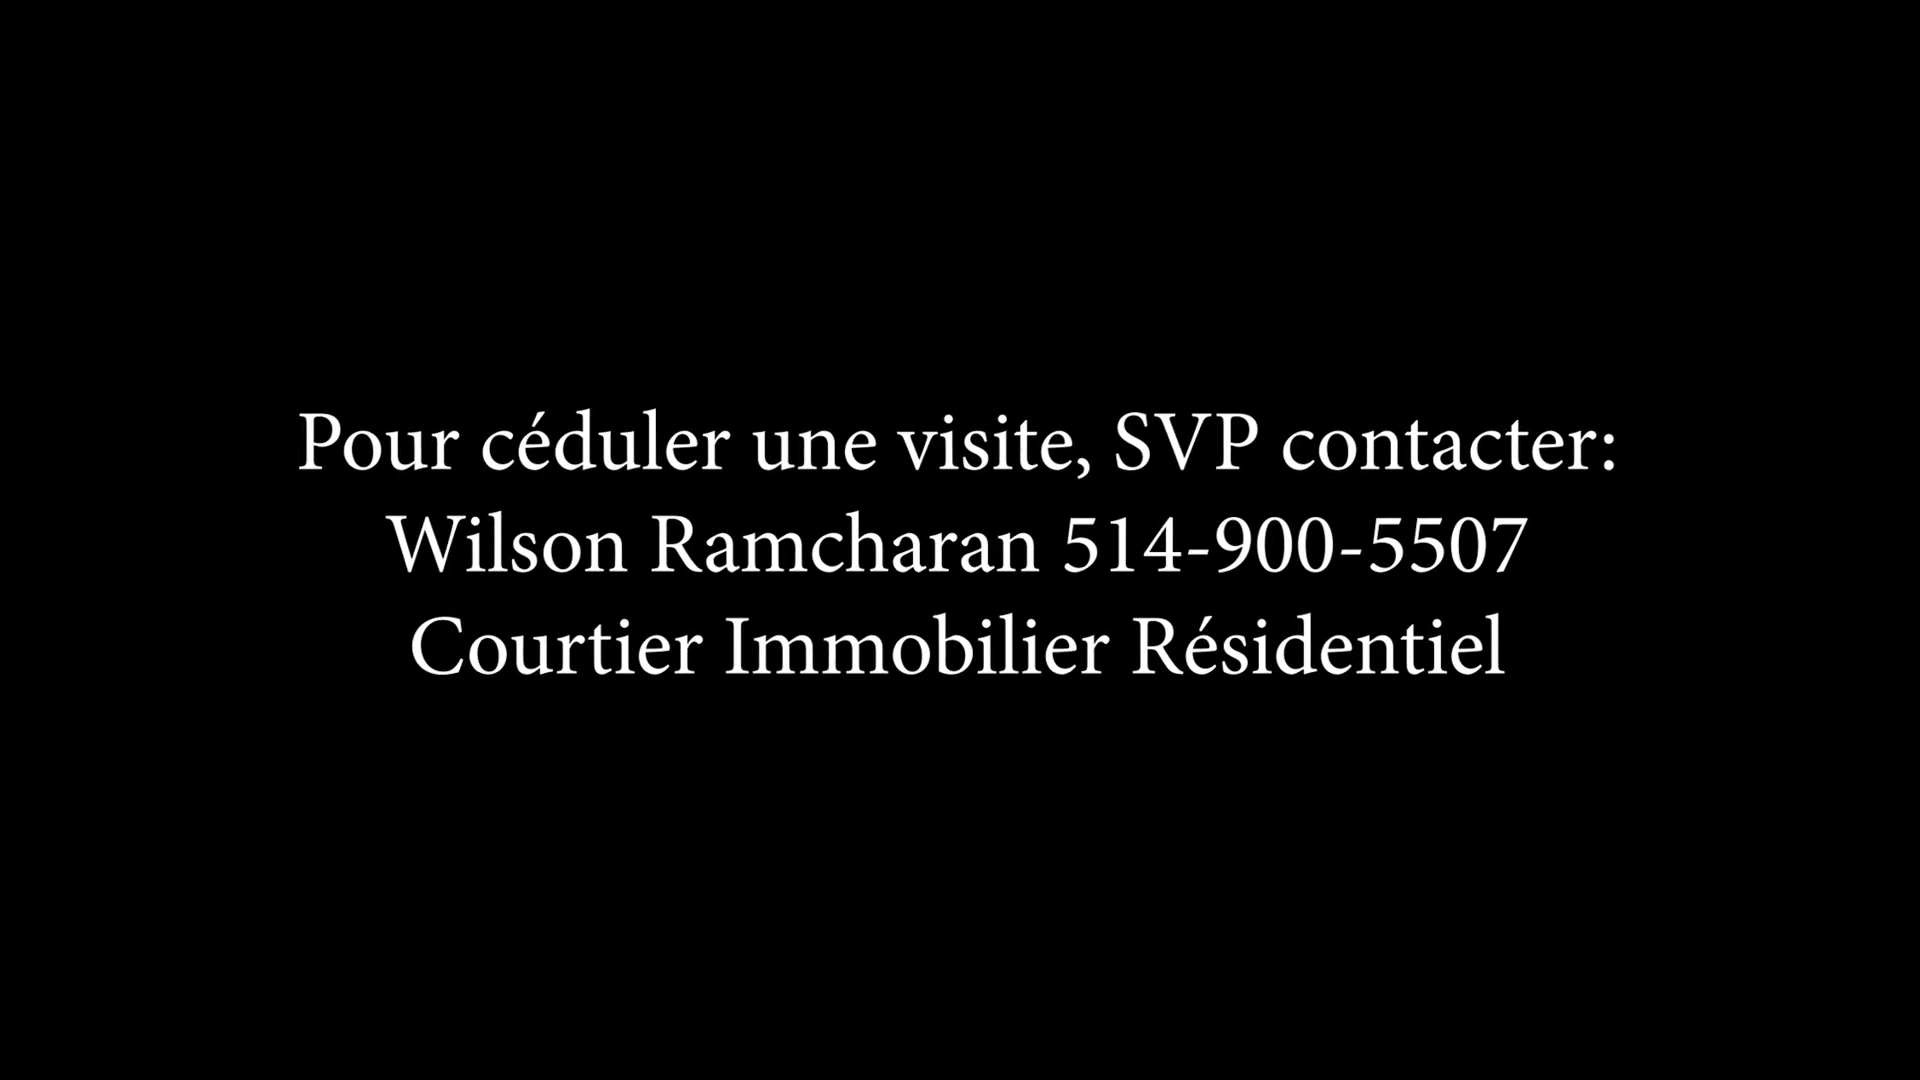 Pour céduler une visite, SVP contacter:
Wilson Ramcharan 514-900-5507
Courtier Immobilier Résidentiel